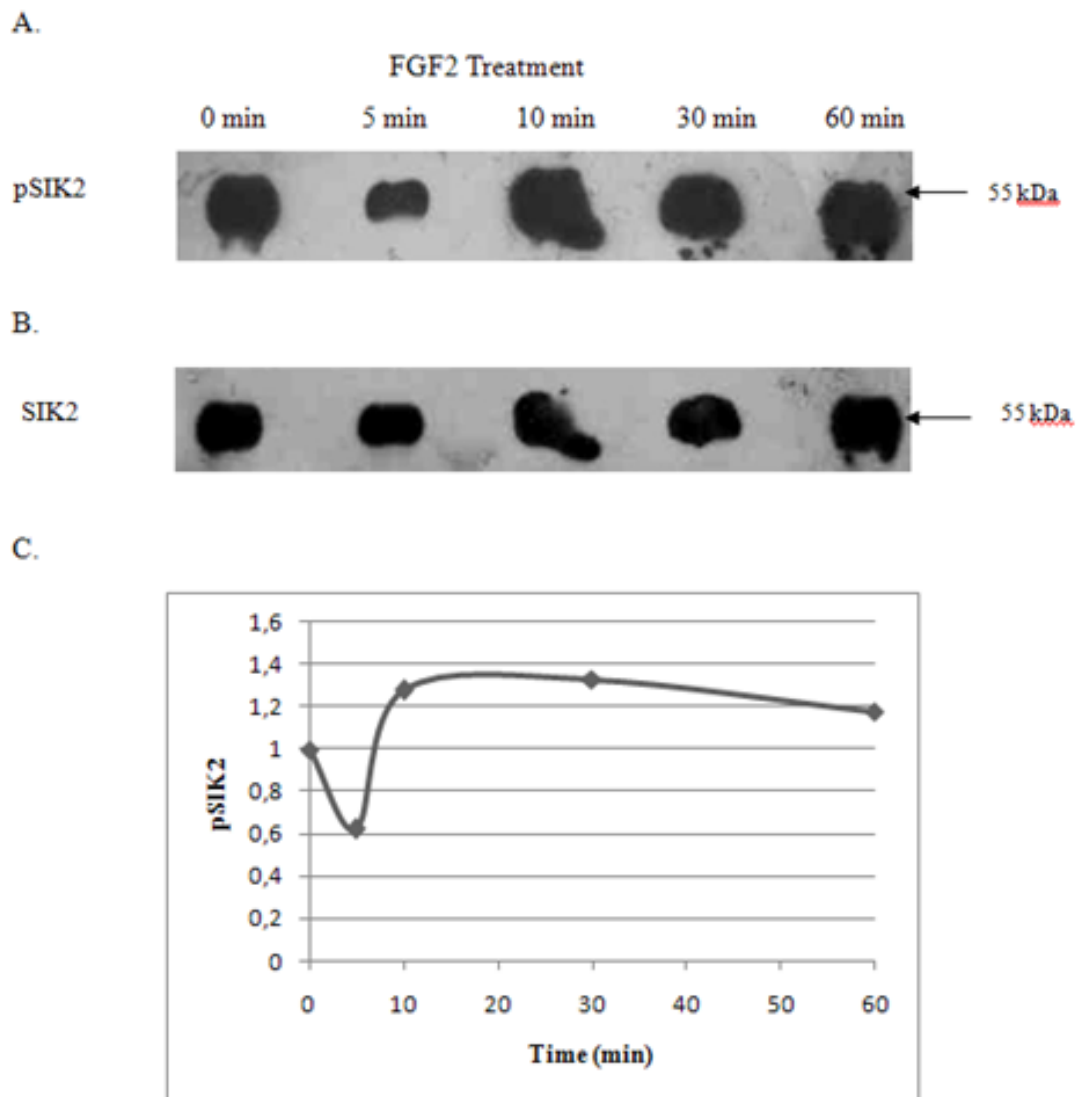 A.
FGF2 Treatment
0 min 5 min 10 min 30 min 60 min
pSIK2 55 kDa
B.
SIK2 55 kDa
C.
1,6
1,4
1,2
1
0,8
0,6
0,4
0,2
0
pSIK2
0 10 20 30 40 50 60
Time (min)